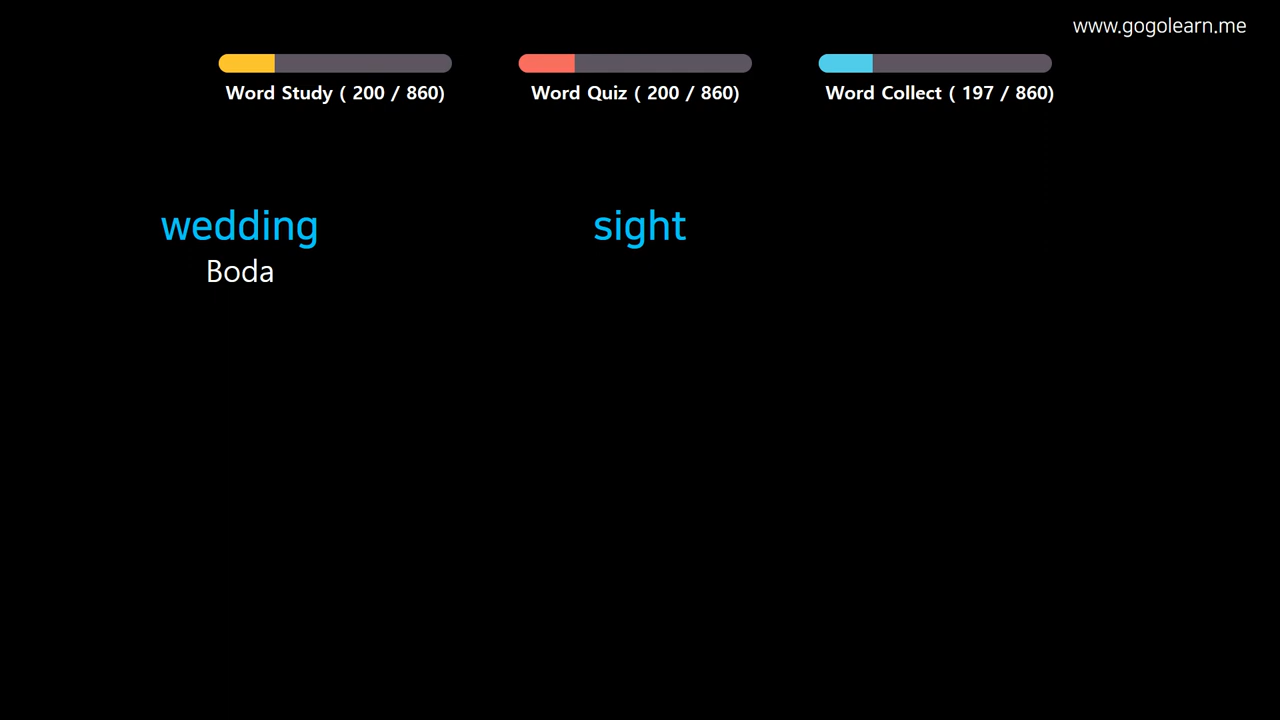 www.gogolearn.me
Word Study ( 200 / 860)
Word Quiz ( 200 / 860)
Word Collect ( 197 / 860)
wedding
Boda
sight